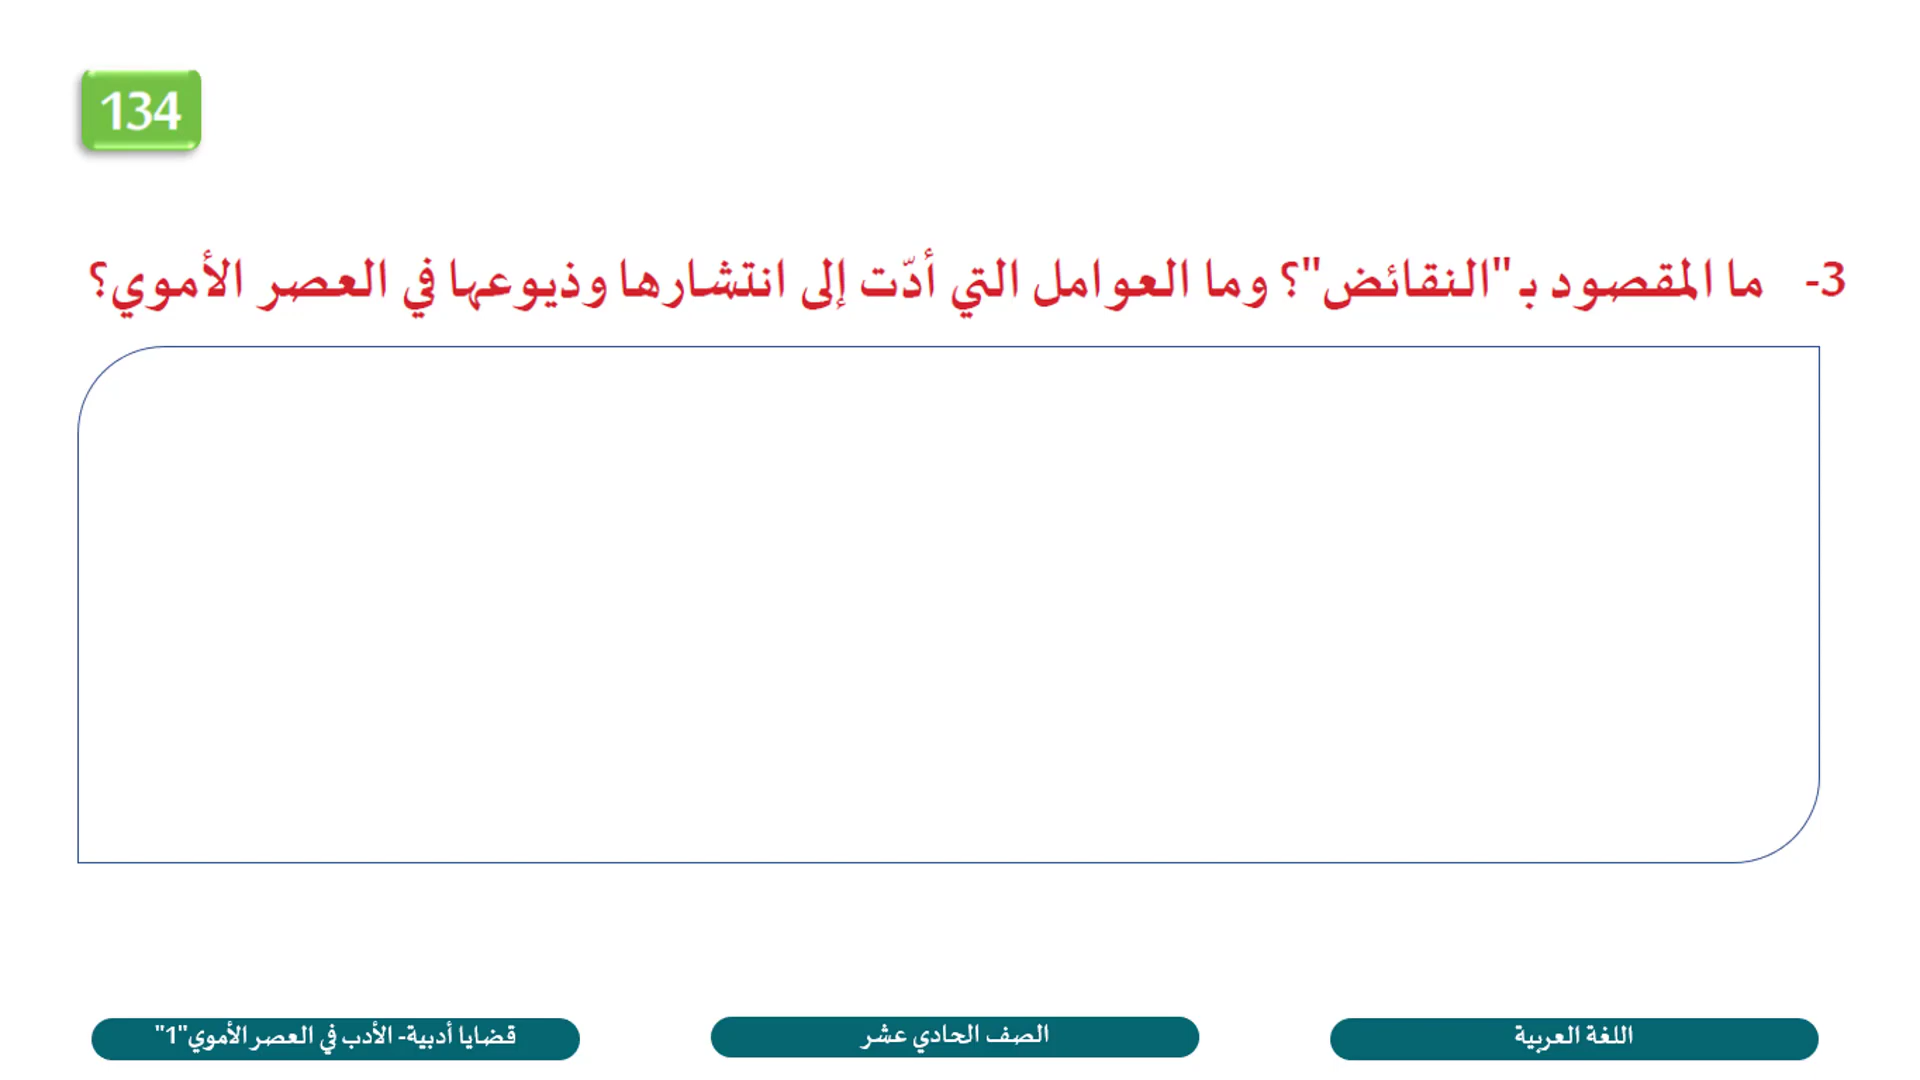 134
3- ما المقصود بـ "النقائض"؟ وما العوامل التي أدّت إلى انتشارها وذيوعها في العصر الأموي؟
اللغة العربية
الصف الحادي عشر
قضايا أدبية- الأدب في العصر الأموي"1"